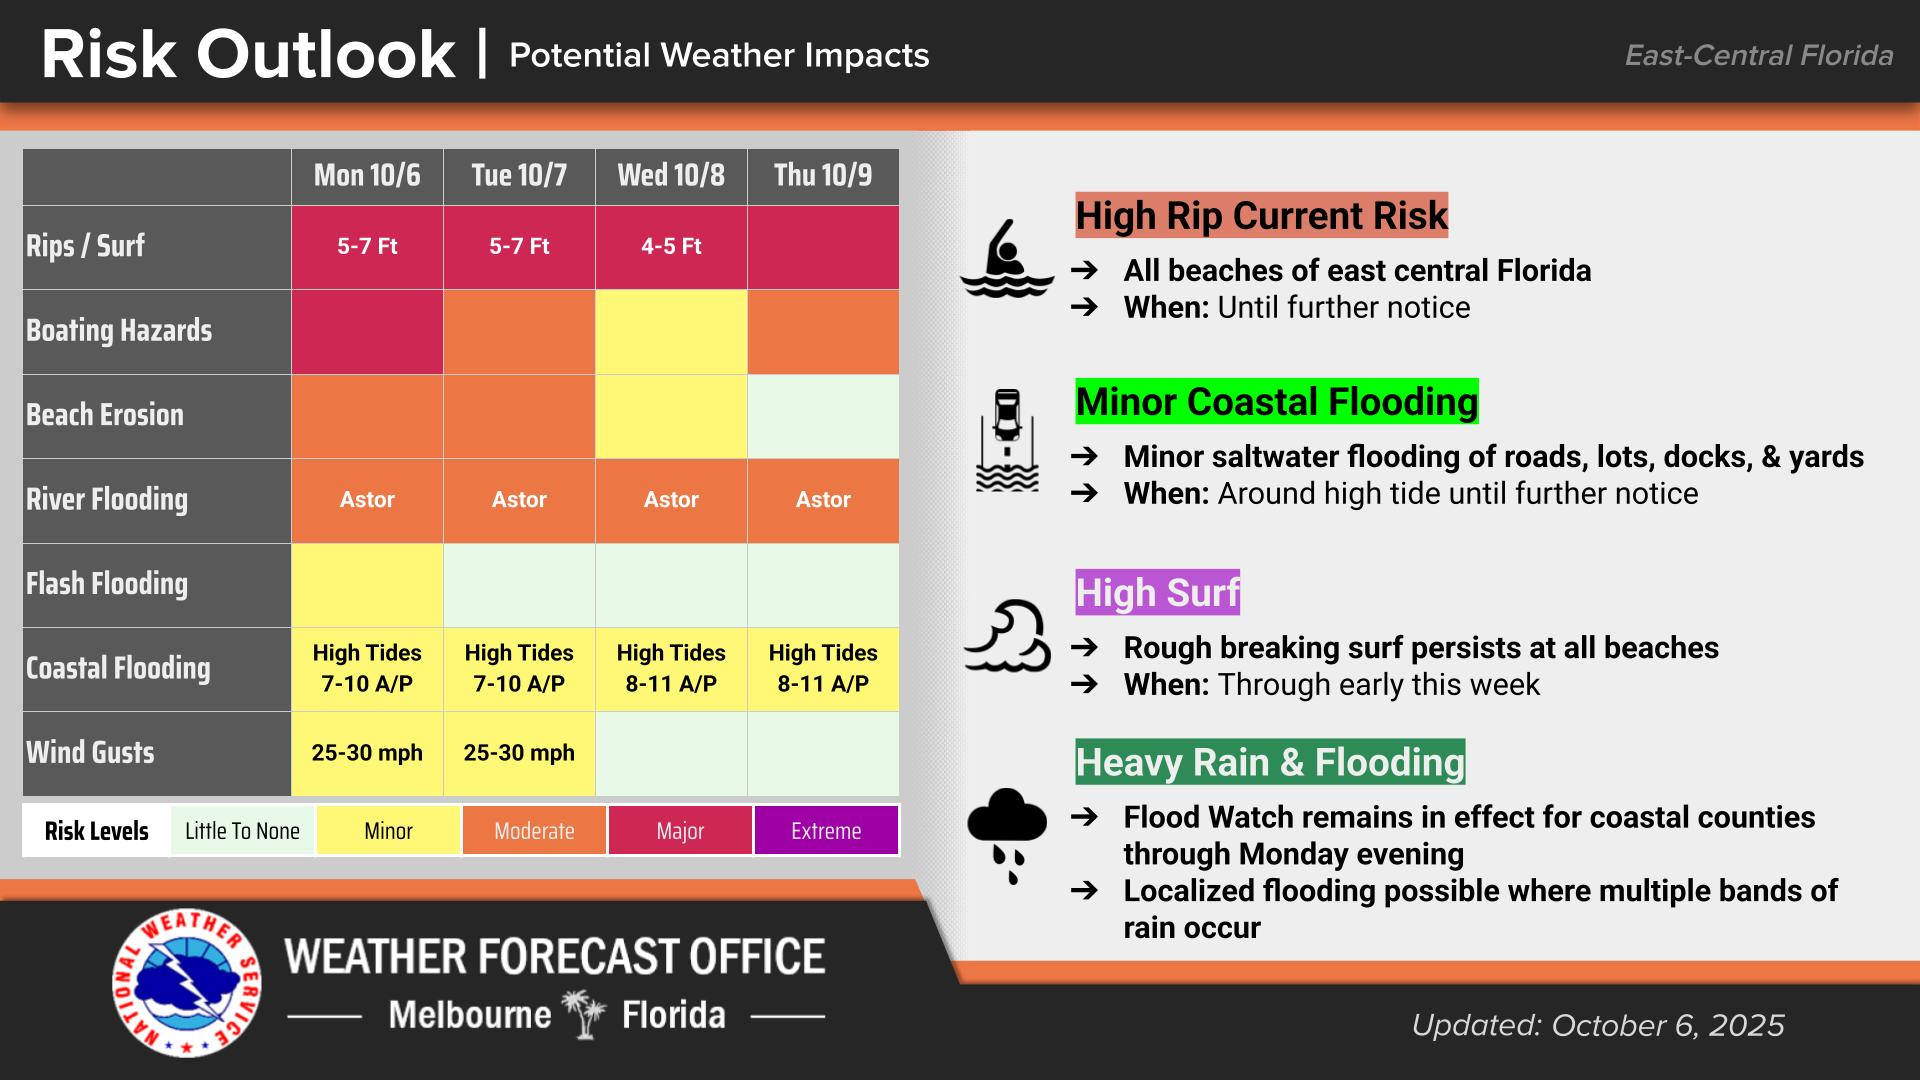 Risk Outlook | Potential Weather Impacts
East-Central Florida
Mon 10/6 Tue 10/7 Wed 10/8 Thu 10/9
Rips / Surf 5-7 Ft 5-7 Ft 4-5 Ft
Boating Hazards
Beach Erosion
River Flooding Astor Astor Astor Astor
Flash Flooding
Coastal Flooding High Tides 7-10 A/P High Tides 7-10 A/P High Tides 8-11 A/P High Tides 8-11 A/P
Wind Gusts 25-30 mph 25-30 mph
Risk Levels Little To None Minor Moderate Major Extreme
High Rip Current Risk
➔ All beaches of east central Florida
➔ When: Until further notice
Minor Coastal Flooding
➔ Minor saltwater flooding of roads, lots, docks, & yards
➔ When: Around high tide until further notice
High Surf
➔ Rough breaking surf persists at all beaches
➔ When: Through early this week
Heavy Rain & Flooding
➔ Flood Watch remains in effect for coastal counties
through Monday evening
➔ Localized flooding possible where multiple bands of
rain occur
NATIONAL WEATHER SERVICE
WEATHER FORECAST OFFICE
Melbourne Florida
Updated: October 6, 2025